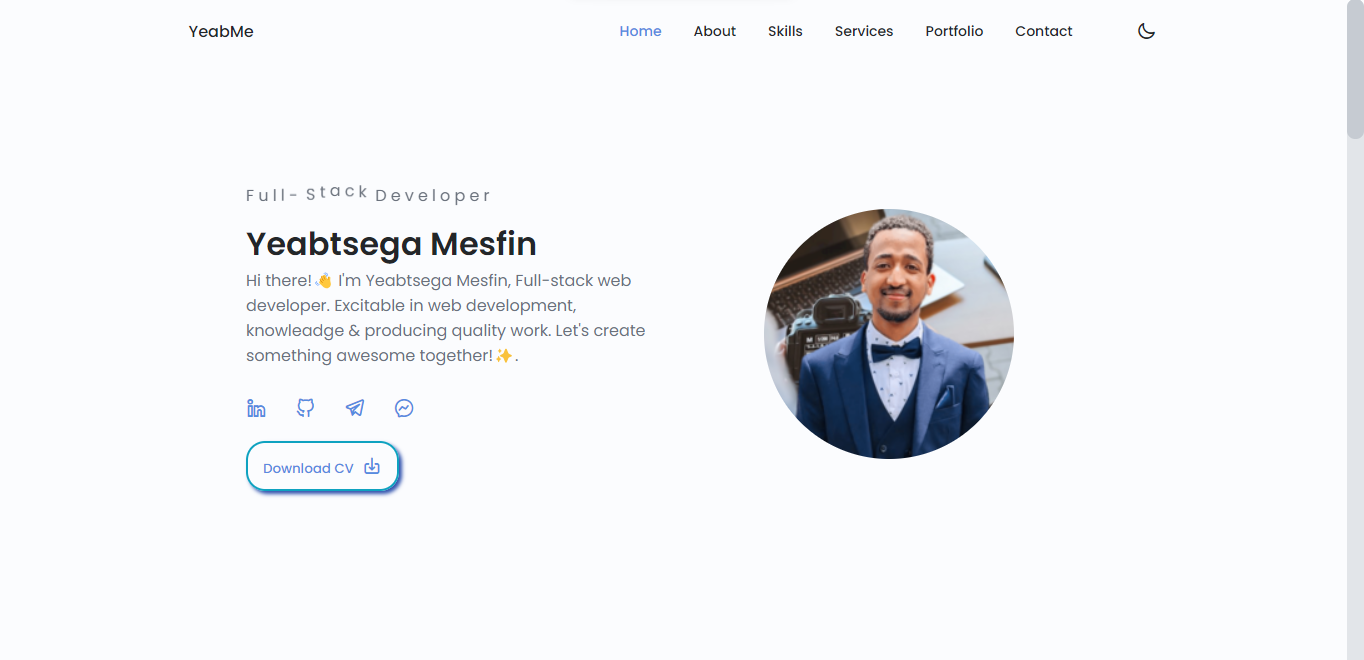 YeabMe
Home About Skills Services Portfolio Contact
Full-Stack Developer
Yeabtsega Mesfin
Hi there!👋 I'm Yeabtsega Mesfin, Full-stack web
developer. Excitable in web development,
knowleadge & producing quality work. Let's create
something awesome together!✨.
Download CV